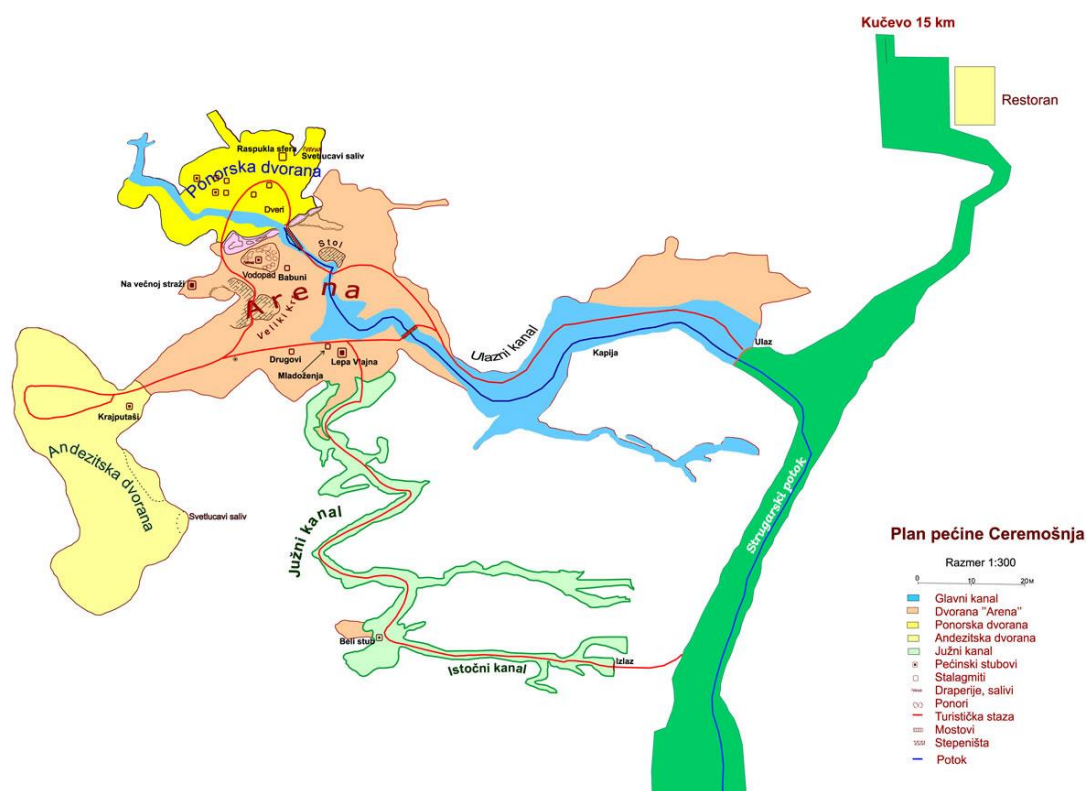 Kučevo 15 km
Restoran
Raspukla sfera
Svetlucavi saliv
Ponorska dvorana
Dveri
Stol
Na večnoj straži
Vodopad
Babuni
Arena
Veliki Krš
Ulazni kanal
Kapija
Ulaz
Drugovi
Mladoženja
Lepa Vlajna
Krajputaši
Andezitska dvorana
Svetlucavi saliv
Južni kanal
Strugarski potok
Beli stub
Istočni kanal
Izlaz
Plan pećine Ceremošnja
Razmer 1:300
0 10 20M
Glavni kanal
Dvorana "Arena"
Ponorska dvorana
Andezitska dvorana
Južni kanal
Pećinski stubovi
Stalagmiti
Draperije, salivi
Ponori
Turistička staza
Mostovi
Stepeništa
Potok